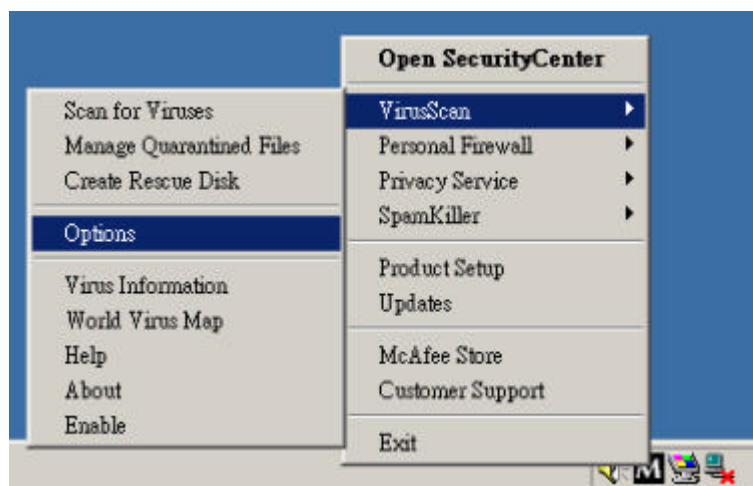 Open SecurityCenter
VirusScan
Personal Firewall
Privacy Service
SpamKiller
Product Setup
Updates
McAfee Store
Customer Support
Exit
Scan for Viruses
Manage Quarantined Files
Create Rescue Disk
Options
Virus Information
World Virus Map
Help
About
Enable
M